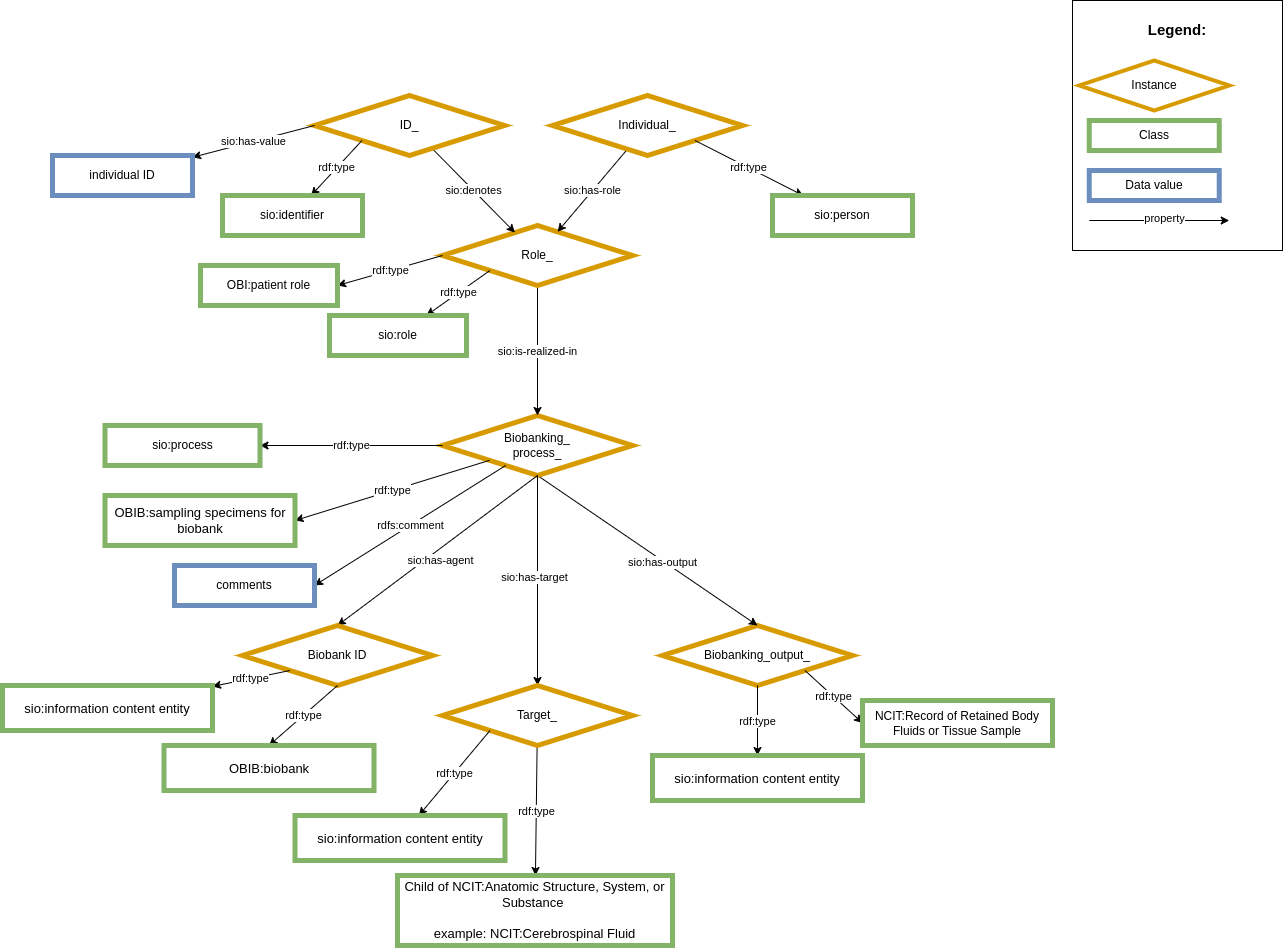 Legend:
Instance
Class
Data value
property
ID_
Individual_
sio:has-value
rdf:type
rdf:type
individual ID
sio:denotes
sio:has-role
sio:identifier
sio:person
Role_
rdf:type
OBI:patient role
rdf:type
sio:role
sio:is-realized-in
Biobanking_
process_
sio:process
rdf:type
rdf:type
OBIB:sampling specimens for
biobank
rdfs:comment
sio:has-agent
sio:has-output
sio:has-target
comments
Biobank ID
Biobanking_output_
rdf:type
rdf:type
sio:information content entity
rdf:type
Target_
rdf:type
NCIT:Record of Retained Body
Fluids or Tissue Sample
OBIB:biobank
rdf:type
sio:information content entity
rdf:type
sio:information content entity
Child of NCIT:Anatomic Structure, System, or
Substance
example: NCIT:Cerebrospinal Fluid